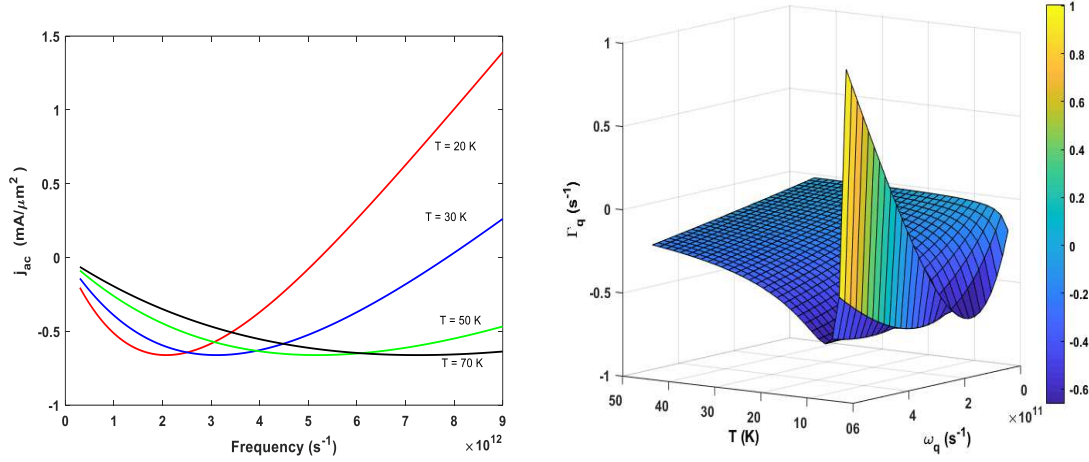 j_ac (mA/μm²)
1.5
1
0.5
0
-0.5
-1
T = 20 K
T = 30 K
T = 50 K
T = 70 K
0 1 2 3 4 5 6 7 8 9
Frequency (s⁻¹)
×10¹²
Γ_q (s⁻¹)
1
0.5
0
-0.5
-1
50 40 30 20 10 0
T (K)
6 4 2 0
×10¹¹
ω_q (s⁻¹)
1
0.8
0.6
0.4
0.2
0
-0.2
-0.4
-0.6